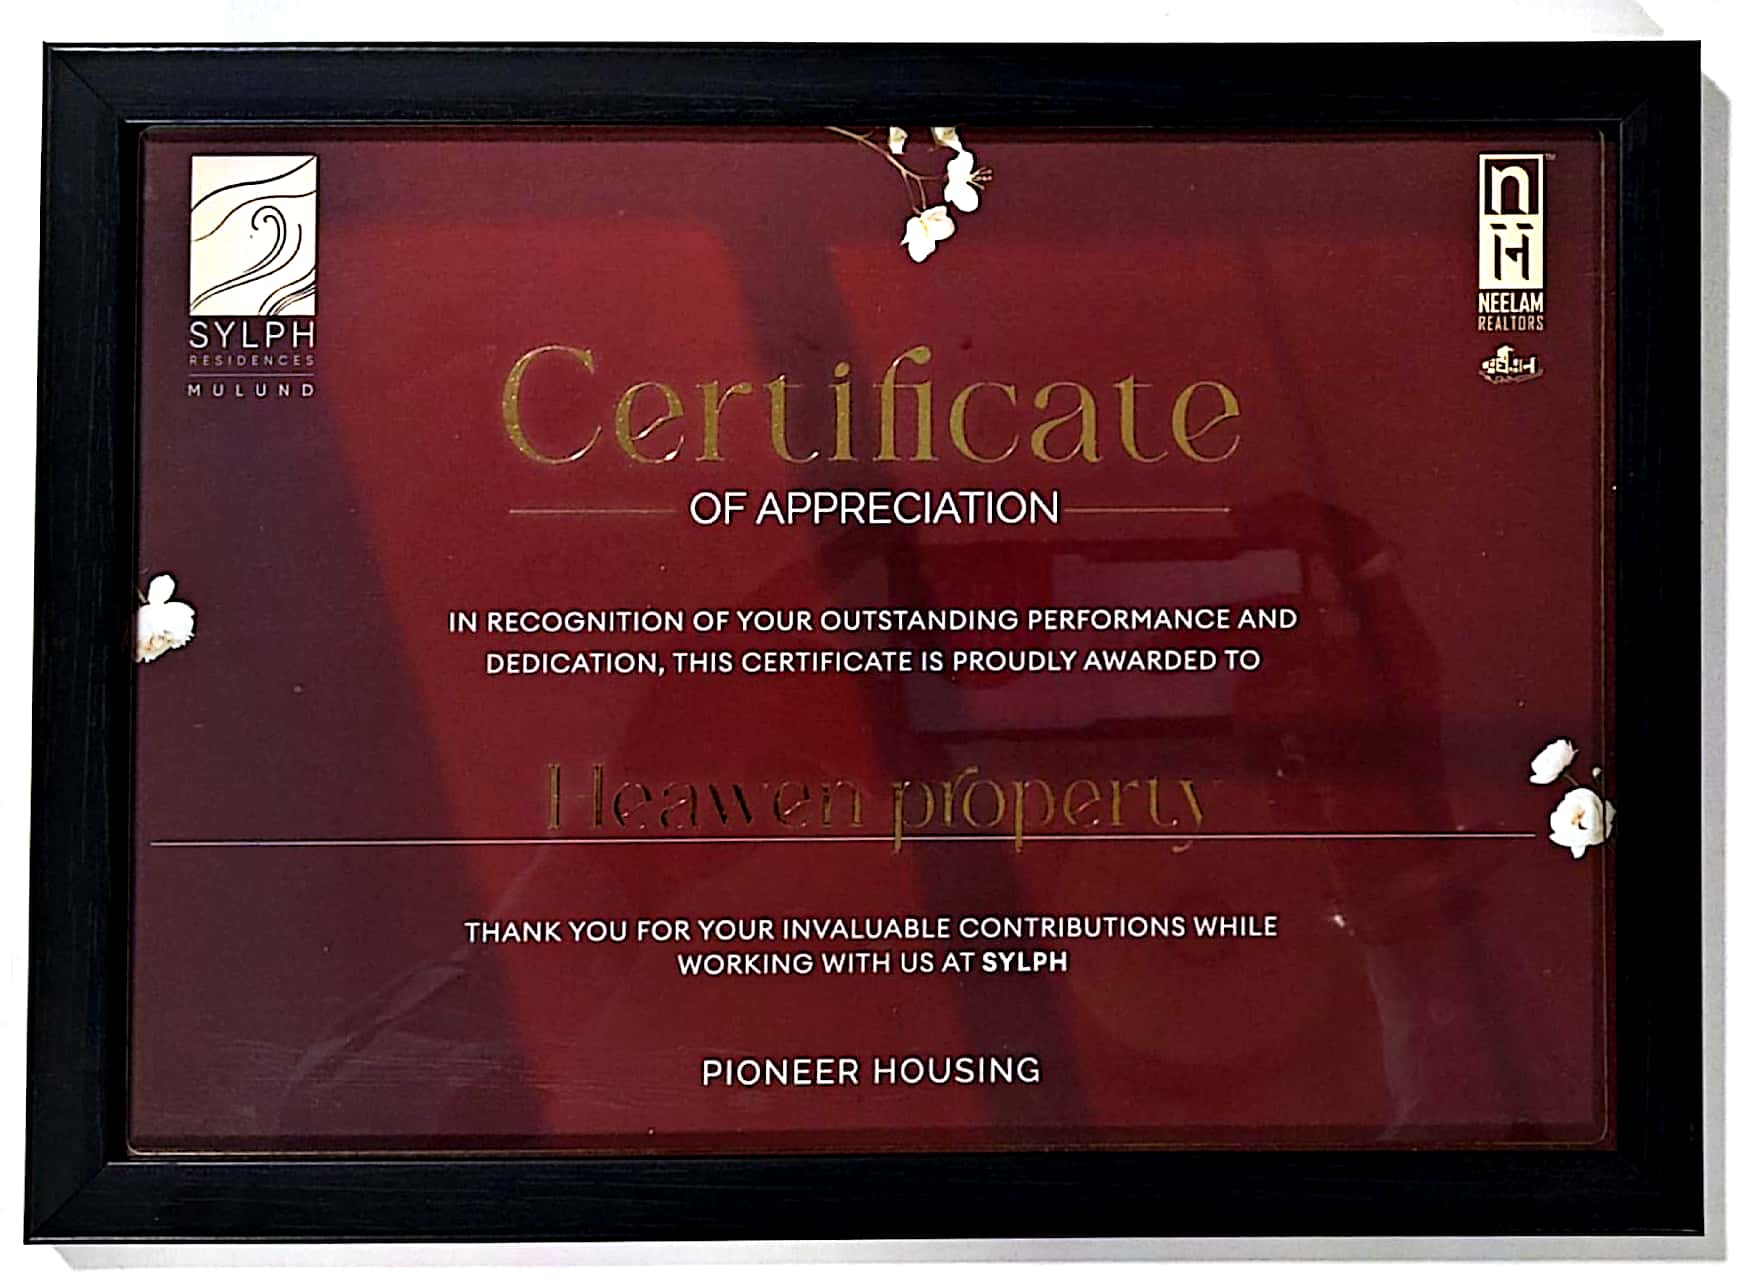 SYLPH
RESIDENCES
MULUND
NEELAM
REALTORS
Certificate
OF APPRECIATION
IN RECOGNITION OF YOUR OUTSTANDING PERFORMANCE AND
DEDICATION, THIS CERTIFICATE IS PROUDLY AWARDED TO
Heawen property
THANK YOU FOR YOUR INVALUABLE CONTRIBUTIONS WHILE
WORKING WITH US AT SYLPH
PIONEER HOUSING